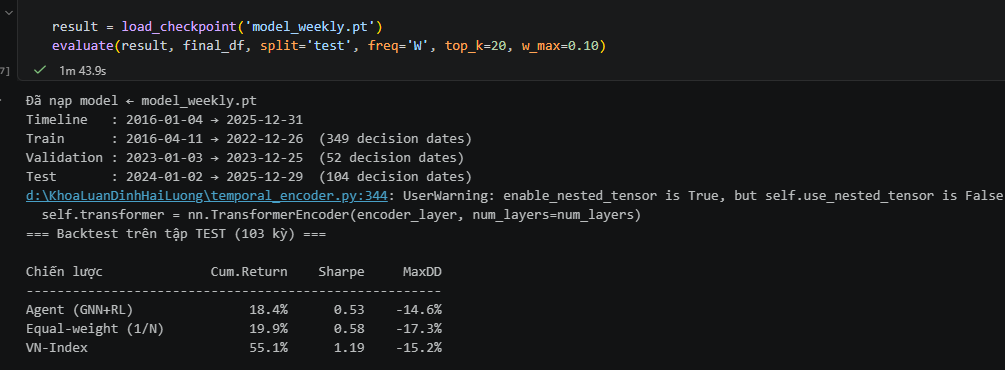 result = load_checkpoint('model_weekly.pt')
evaluate(result, final_df, split='test', freq='W', top_k=20, w_max=0.10)
7] ✓ 1m 43.9s
Đã nạp model ← model_weekly.pt
Timeline   : 2016-01-04 → 2025-12-31
Train      : 2016-04-11 → 2022-12-26  (349 decision dates)
Validation : 2023-01-03 → 2023-12-25  (52 decision dates)
Test       : 2024-01-02 → 2025-12-29  (104 decision dates)
d:\KhoaLuanDinhHaiLuong\temporal_encoder.py:344: UserWarning: enable_nested_tensor is True, but self.use_nested_tensor is False
  self.transformer = nn.TransformerEncoder(encoder_layer, num_layers=num_layers)
=== Backtest trên tập TEST (103 kỳ) ===
Chiến lược              Cum.Return    Sharpe     MaxDD
-----------------------------------------------------
Agent (GNN+RL)               18.4%      0.53    -14.6%
Equal-weight (1/N)           19.9%      0.58    -17.3%
VN-Index                     55.1%      1.19    -15.2%